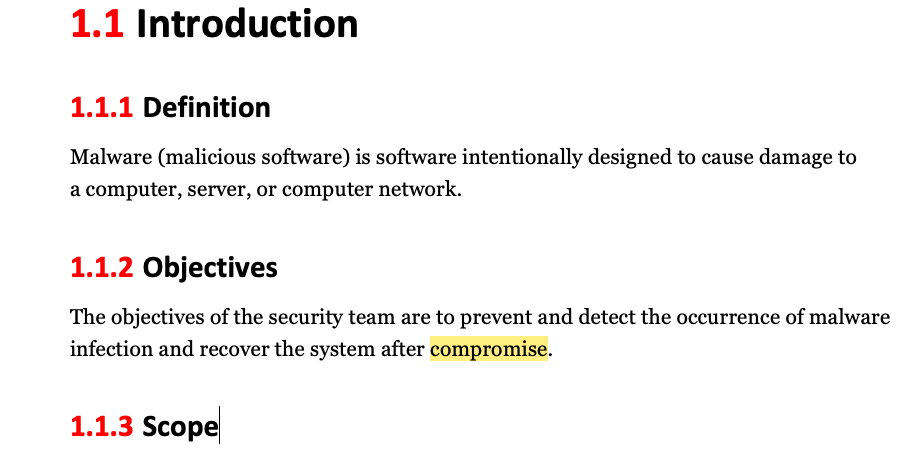 1.1 Introduction
1.1.1 Definition
Malware (malicious software) is software intentionally designed to cause damage to
a computer, server, or computer network.
1.1.2 Objectives
The objectives of the security team are to prevent and detect the occurrence of malware
infection and recover the system after compromise.
1.1.3 Scope